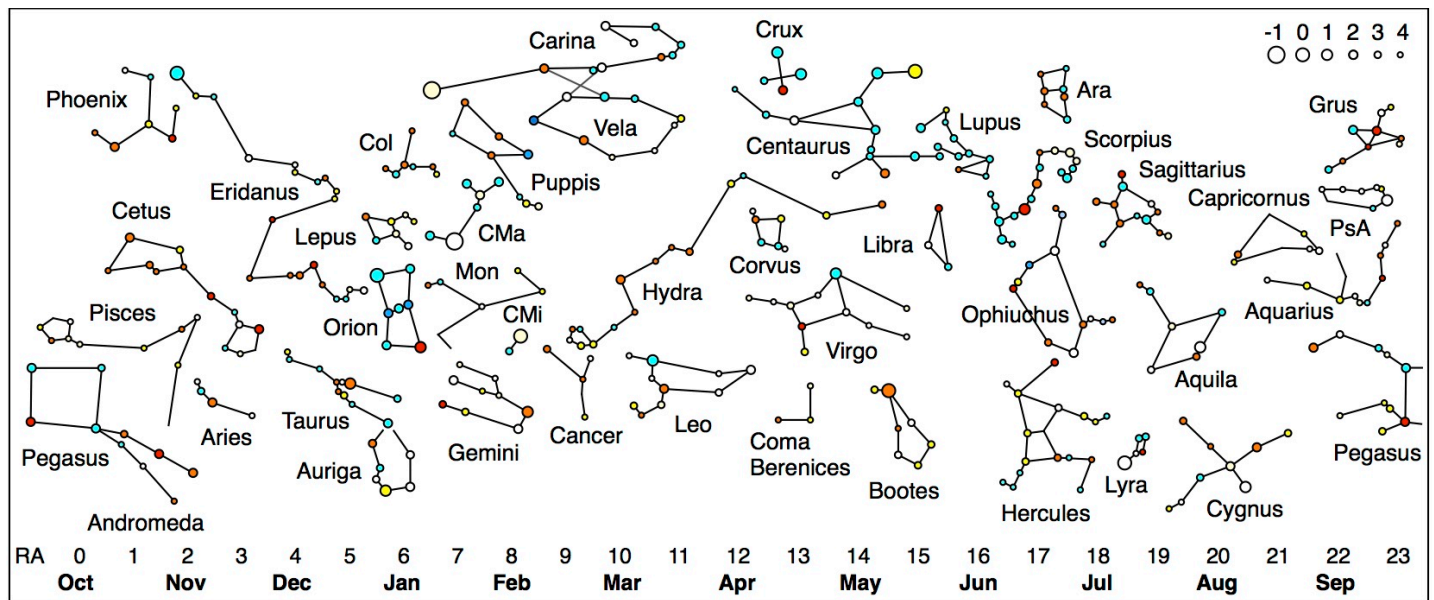 Crux
-1 0 1 2 3 4
Carina
Phoenix
Ara
Grus
Vela
Lupus
Col
Centaurus
Scorpius
Sagittarius
Puppis
Eridanus
Capricornus
Cetus
PsA
Lepus
CMa
Libra
Corvus
Mon
Hydra
Pisces
CMi
Ophiuchus
Aquarius
Orion
Virgo
Aquila
Taurus
Leo
Aries
Cancer
Coma
Berenices
Gemini
Pegasus
Pegasus
Auriga
Lyra
Bootes
Andromeda
Hercules
Cygnus
RA 0 1 2 3 4 5 6 7 8 9 10 11 12 13 14 15 16 17 18 19 20 21 22 23
Oct Nov Dec Jan Feb Mar Apr May Jun Jul Aug Sep